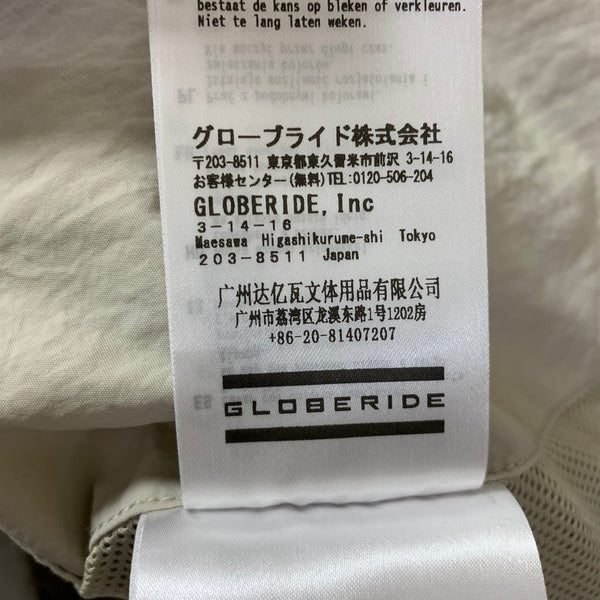 bestaat de kans op bleken of verkleuren.
Niet te lang laten weken.
グローブライド株式会社
〒203-8511 東京都東久留米市前沢 3-14-16
お客様センター(無料)TEL:0120-506-204
GLOBERIDE, Inc
3-14-16
Maesawa Higashikurume-shi Tokyo
203-8511 Japan
广州达亿瓦文体用品有限公司
广州市荔湾区龙溪东路1号1202房
+86-20-81407207
GLOBERIDE